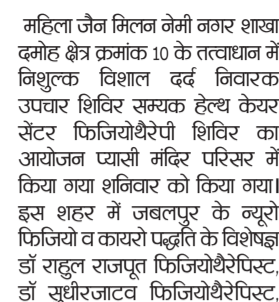 महिला जैन मिलन नेमी नगर शाखा
दमोह क्षेत्र क्रमांक 10 के तत्वाधान में
निशुल्क विशाल दर्द निवारक
उपचार शिविर सम्यक हेल्थ केयर
सेंटर फिजियोथैरेपी शिविर का
आयोजन प्यासी मंदिर परिसर में
किया गया शनिवार को किया गया।
इस शहर में जबलपुर के न्यूरो
फिजियो व कायरो पद्धति के विशेषज्ञ
डॉ राहुल राजपूत फिजियोथैरेपिस्ट,
डॉ सुधीरजाटव फिजियोथैरेपिस्ट,